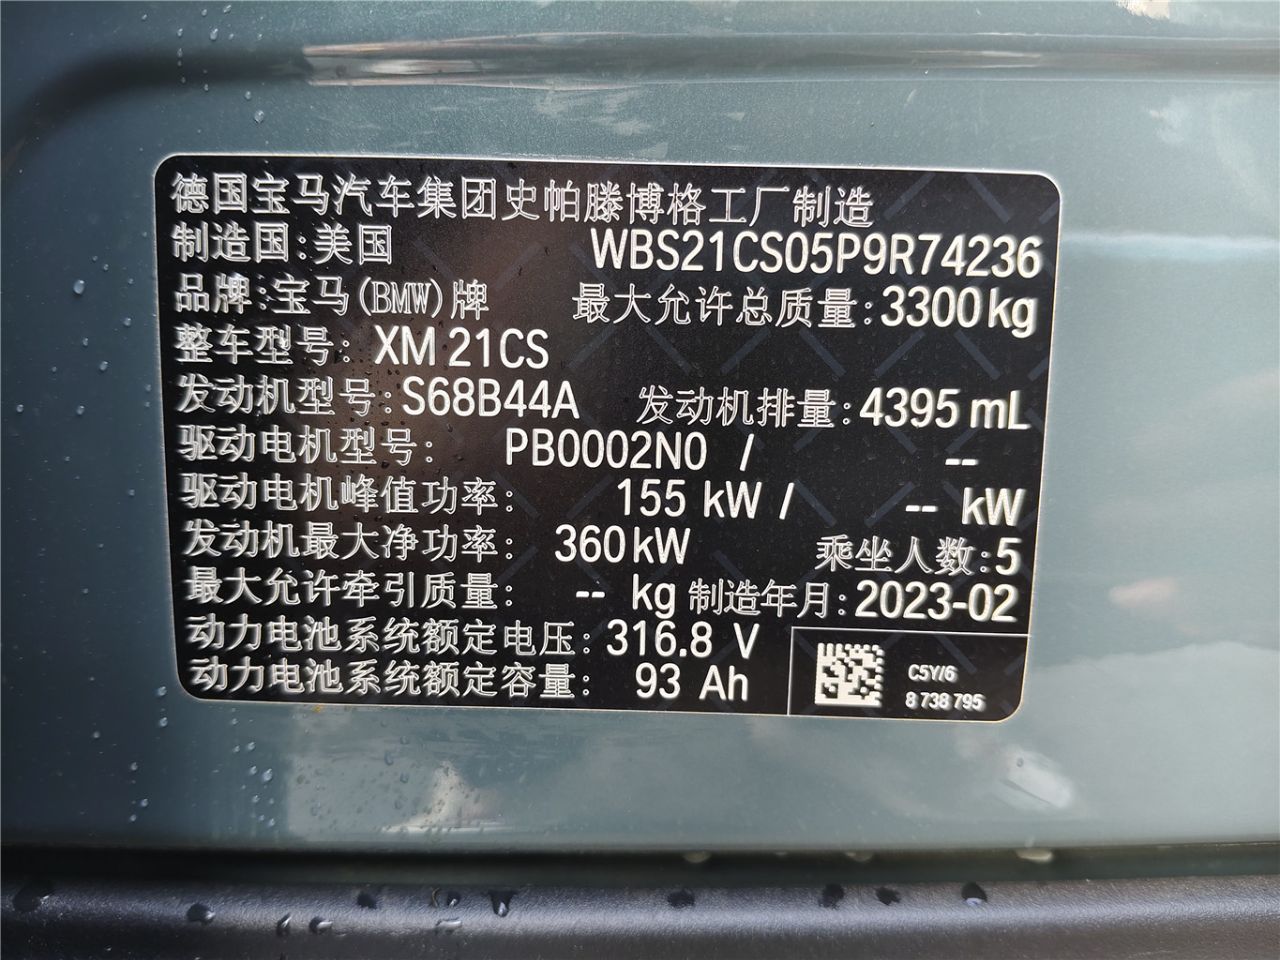 德国宝马汽车集团史帕滕博格工厂制造
制造国:美国 WBS21CS05P9R74236
品牌:宝马(BMW)牌 最大允许总质量:3300kg
整车型号: XM 21CS
发动机型号:S68B44A 发动机排量:4395 mL
驱动电机型号: PB0002N0 / --
驱动电机峰值功率: 155 kW / -- kW
发动机最大净功率: 360kW 乘坐人数:5
最大允许牵引质量: -- kg 制造年月:2023-02
动力电池系统额定电压:316.8 V
动力电池系统额定容量: 93 Ah
C5Y/6
8 738 795